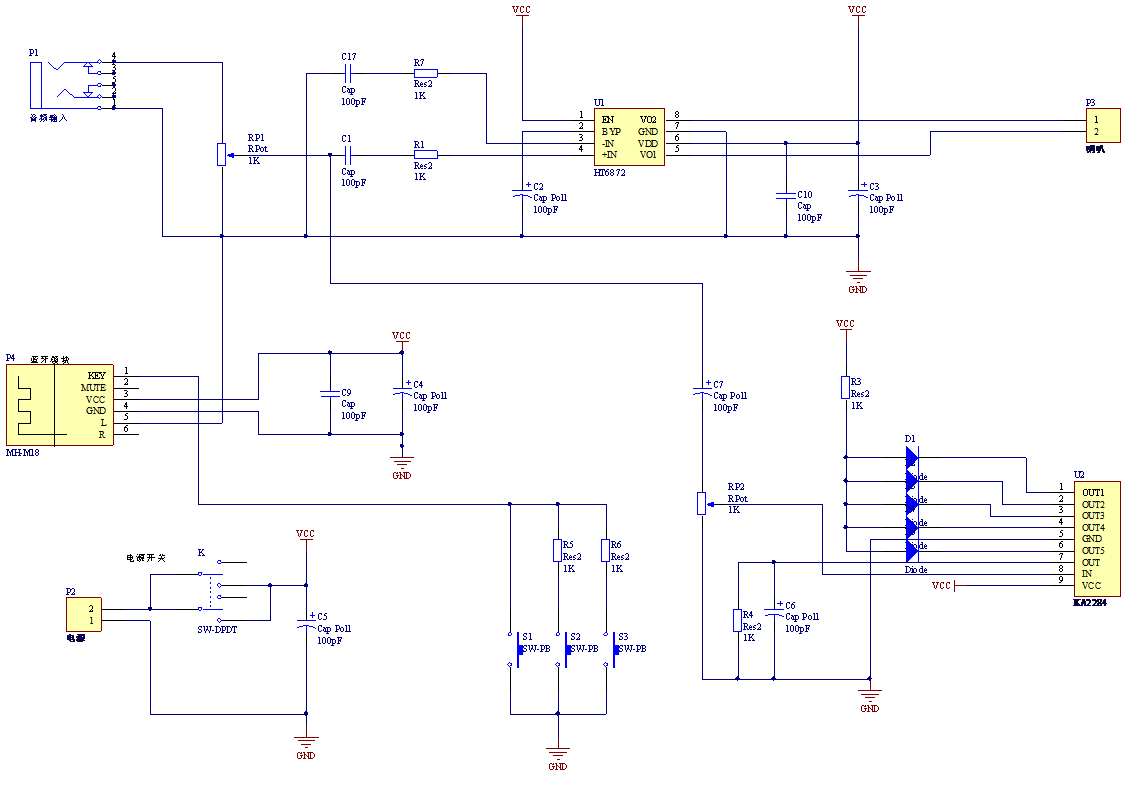 VCC
VCC
P1
4
3
5
2
1
音频输入
C17
Cap
100pF
R7
Res2
1K
RP1
RPot
1K
C1
Cap
100pF
R1
Res2
1K
U1
1 EN VO2 8
2 BYP GND 7
3 -IN VDD 6
4 +IN VO1 5
HT6872
P3
1
2
喇叭
C2
Cap Poll
100pF
C10
Cap
100pF
C3
Cap Poll
100pF
GND
P4 蓝牙模块
KEY 1
MUTE 2
VCC 3
GND 4
L 5
R 6
MH-M18
VCC
C9
Cap
100pF
C4
Cap Poll
100pF
GND
C7
Cap Poll
100pF
VCC
R3
Res2
1K
D1
Diode
RP2
RPot
1K
U2
1 OUT1
2 OUT2
3 OUT3
4 OUT4
5 GND
6 OUT5
7 OUT
8 IN
9 VCC
VCC
KA2284
R4
Res2
1K
C6
Cap Poll
100pF
GND
电源开关
K
SW-DPDT
P2
2
1
电源
VCC
C5
Cap Poll
100pF
GND
R5
Res2
1K
R6
Res2
1K
S1
SW-PB
S2
SW-PB
S3
SW-PB
GND